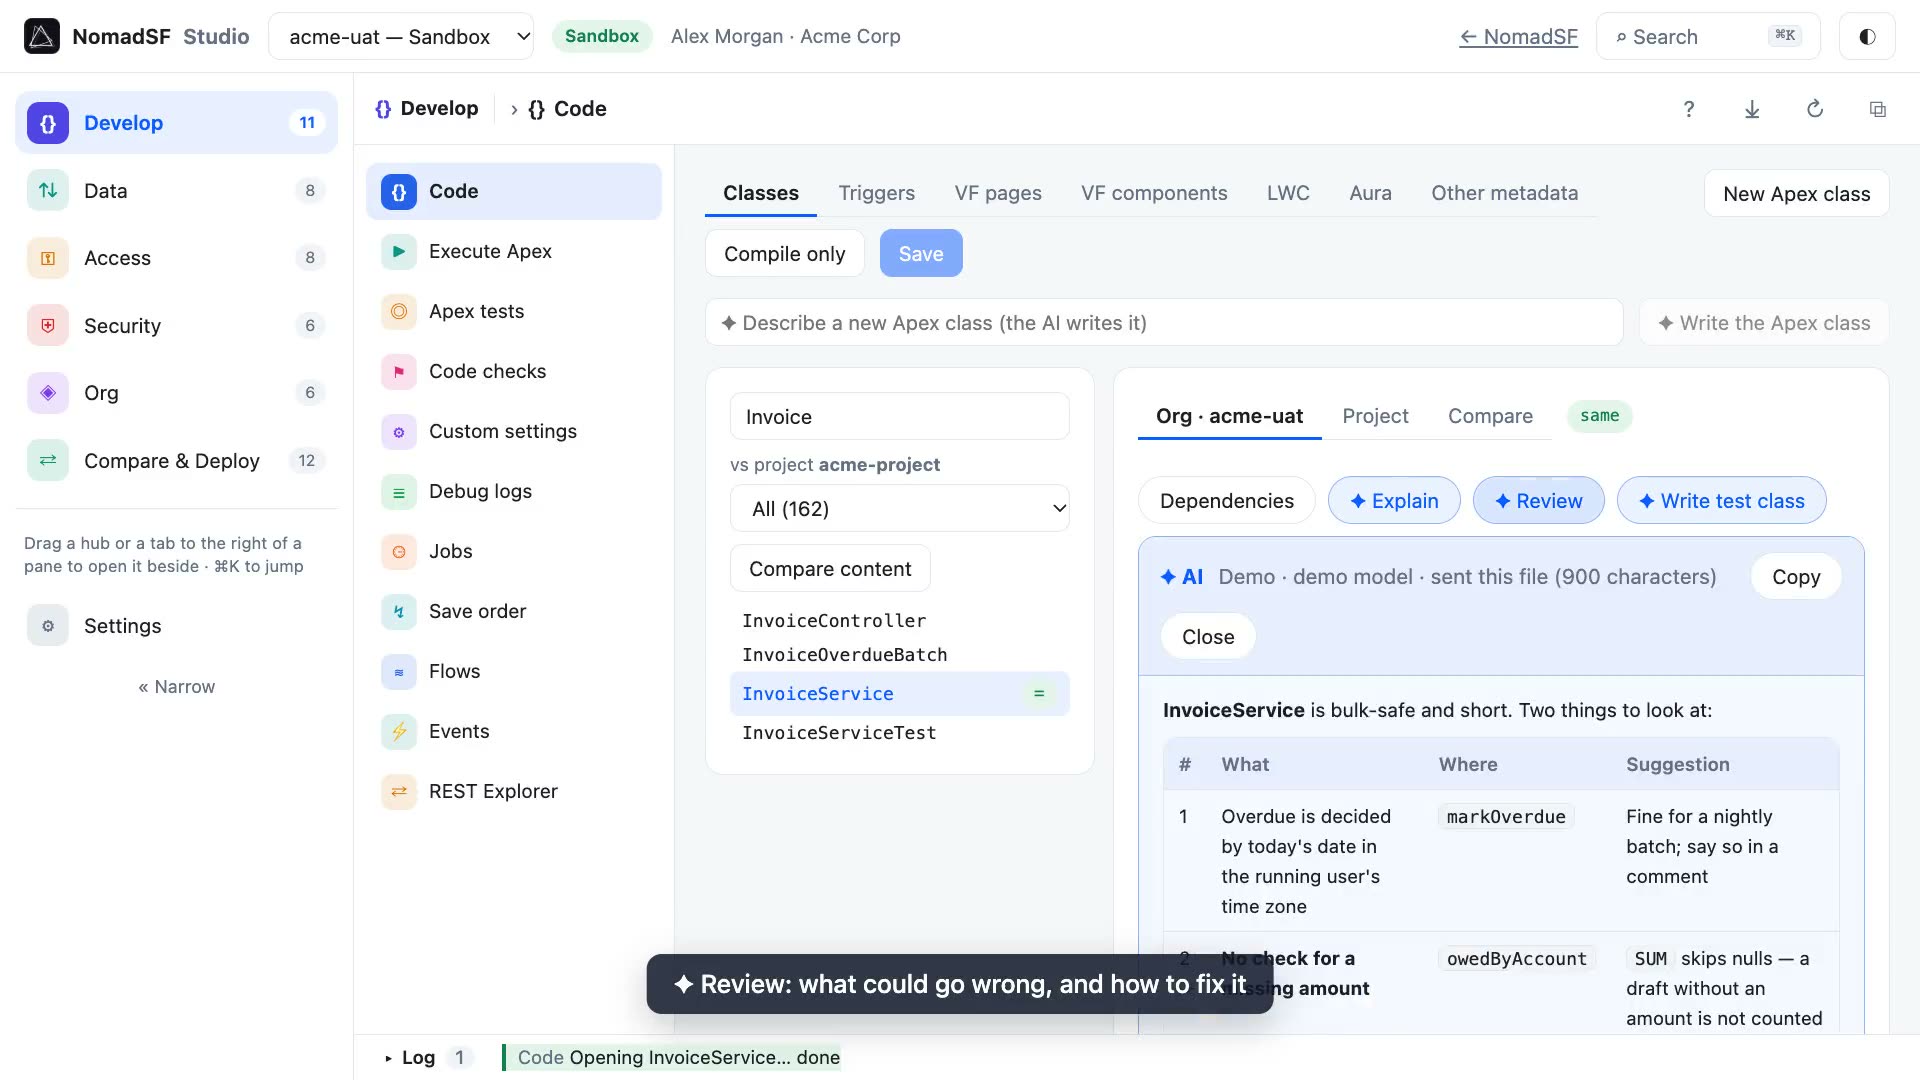 NomadSF Studio
acme-uat — Sandbox
Sandbox
Alex Morgan · Acme Corp
← NomadSF
Search
⌘K
Develop
11
Data
8
Access
8
Security
6
Org
6
Compare & Deploy
12
Drag a hub or a tab to the right of a
pane to open it beside · ⌘K to jump
Settings
« Narrow
{} Develop
› {} Code
?
Code
Execute Apex
Apex tests
Code checks
Custom settings
Debug logs
Jobs
Save order
Flows
Events
REST Explorer
Classes
Triggers
VF pages
VF components
LWC
Aura
Other metadata
New Apex class
Compile only
Save
✦ Describe a new Apex class (the AI writes it)
✦ Write the Apex class
Invoice
vs project acme-project
All (162)
Compare content
InvoiceController
InvoiceOverdueBatch
InvoiceService
=
InvoiceServiceTest
Org · acme-uat
Project
Compare
same
Dependencies
✦ Explain
✦ Review
✦ Write test class
✦ AI Demo · demo model · sent this file (900 characters)
Copy
Close
InvoiceService is bulk-safe and short. Two things to look at:
# What Where Suggestion
1 Overdue is decided markOverdue Fine for a nightly
by today's date in batch; say so in a
the running user's comment
time zone
2 No check for a owedByAccount SUM skips nulls — a
missing amount draft without an
amount is not counted
✦ Review: what could go wrong, and how to fix it
▸ Log 1
Code Opening InvoiceService... done